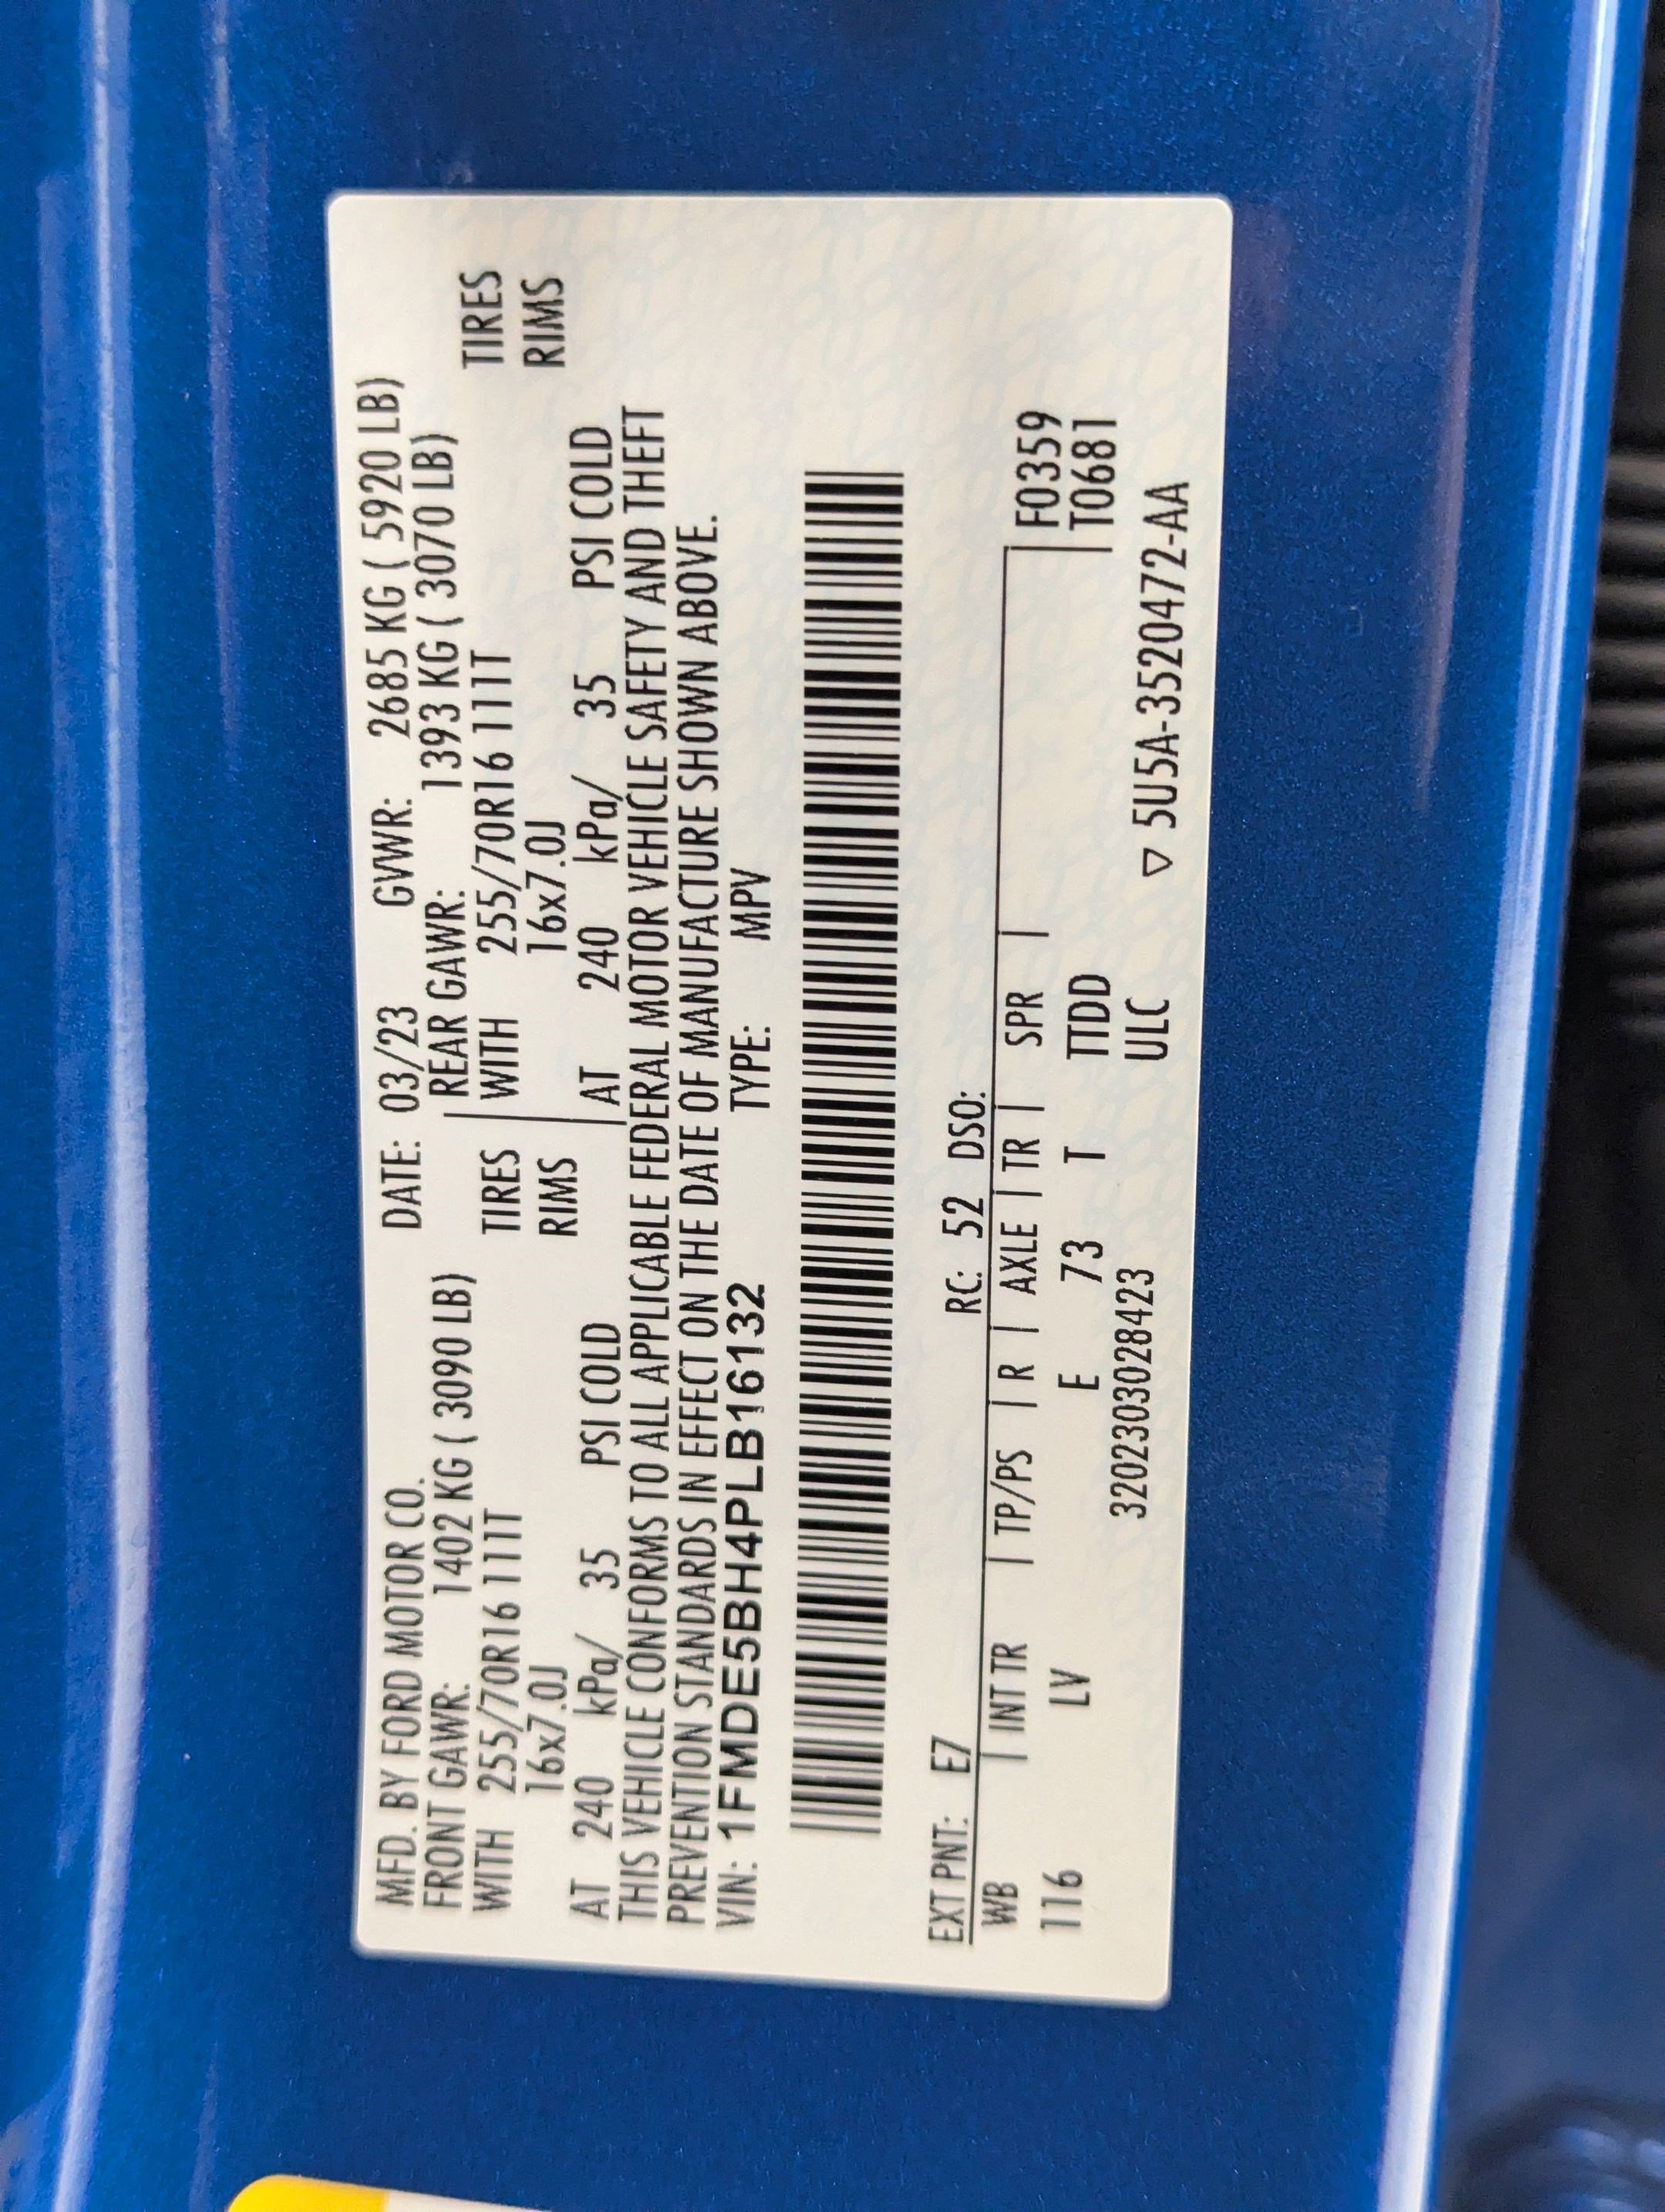 MFD. BY FORD MOTOR CO. DATE: 03/23 GVWR: 2685 KG ( 5920 LB)
FRONT GAWR: 1402 KG ( 3090 LB) REAR GAWR: 1393 KG ( 3070 LB)
WITH 255/70R16 111T TIRES WITH 255/70R16 111T TIRES
16x7.0J RIMS 16x7.0J RIMS
AT 240 kPa/ 35 PSI COLD AT 240 kPa/ 35 PSI COLD
THIS VEHICLE CONFORMS TO ALL APPLICABLE FEDERAL MOTOR VEHICLE SAFETY AND THEFT
PREVENTION STANDARDS IN EFFECT ON THE DATE OF MANUFACTURE SHOWN ABOVE.
VIN: 1FMDE5BH4PLB16132 TYPE: MPV
EXT PNT: E7 RC: 52 DSO:
WB | INT TR | TP/PS | R | AXLE | TR | SPR | F0359
116 LV E 73 T TTDD T0681
3202303028423 ULC
▽ 5U5A-3520472-AA